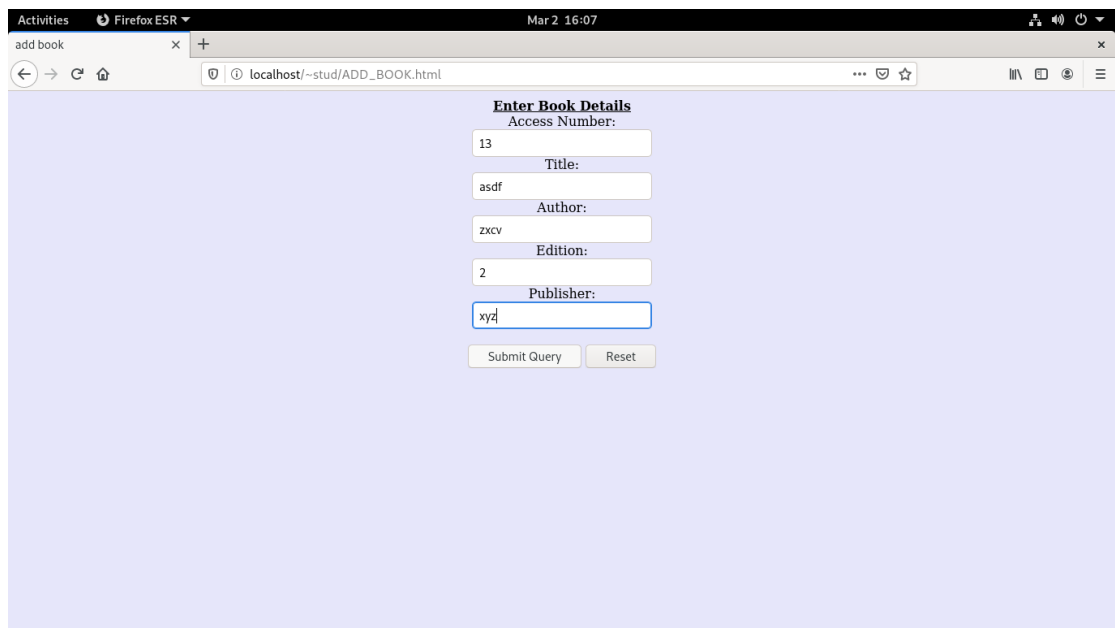 Activities Firefox ESR Mar 2 16:07
add book
localhost/~stud/ADD_BOOK.html
Enter Book Details
Access Number:
13
Title:
asdf
Author:
zxcv
Edition:
2
Publisher:
xyz
Submit Query Reset